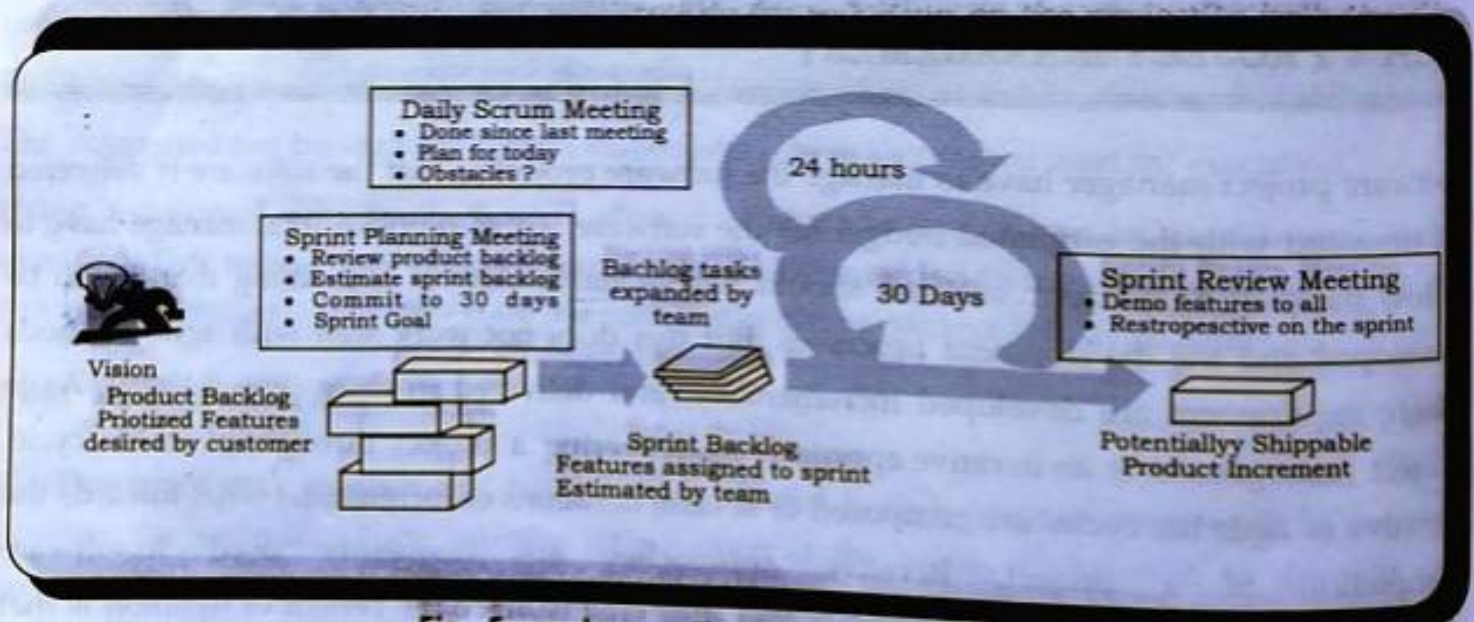 Daily Scrum Meeting
• Done since last meeting
• Plan for today
• Obstacles ?
24 hours
Sprint Planning Meeting
• Review product backlog
• Estimate sprint backlog
• Commit to 30 days
• Sprint Goal
Bachlog tasks
expanded by
team
30 Days
Sprint Review Meeting
• Demo features to all
• Restropesctive on the sprint
Vision
Product Backlog
Priotized Features
desired by customer
Sprint Backlog
Features assigned to sprint
Estimated by team
Potentiallyy Shippable
Product Increment